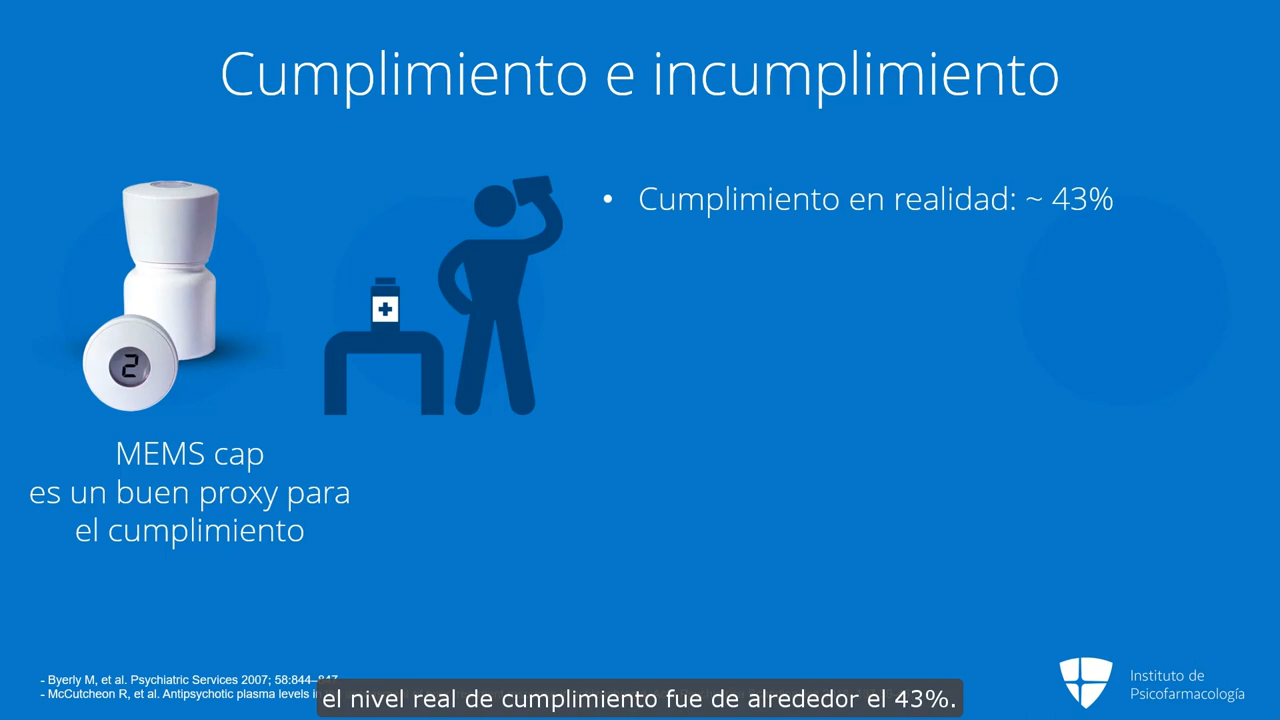 Cumplimiento e incumplimiento
• Cumplimiento en realidad: ~ 43%
2
MEMS cap
es un buen proxy para
el cumplimiento
- Byerly M, et al. Psychiatric Services 2007; 58:844–847
- McCutcheon R, et al. Antipsychotic plasma levels
el nivel real de cumplimiento fue de alrededor el 43%.
Instituto de
Psicofarmacología